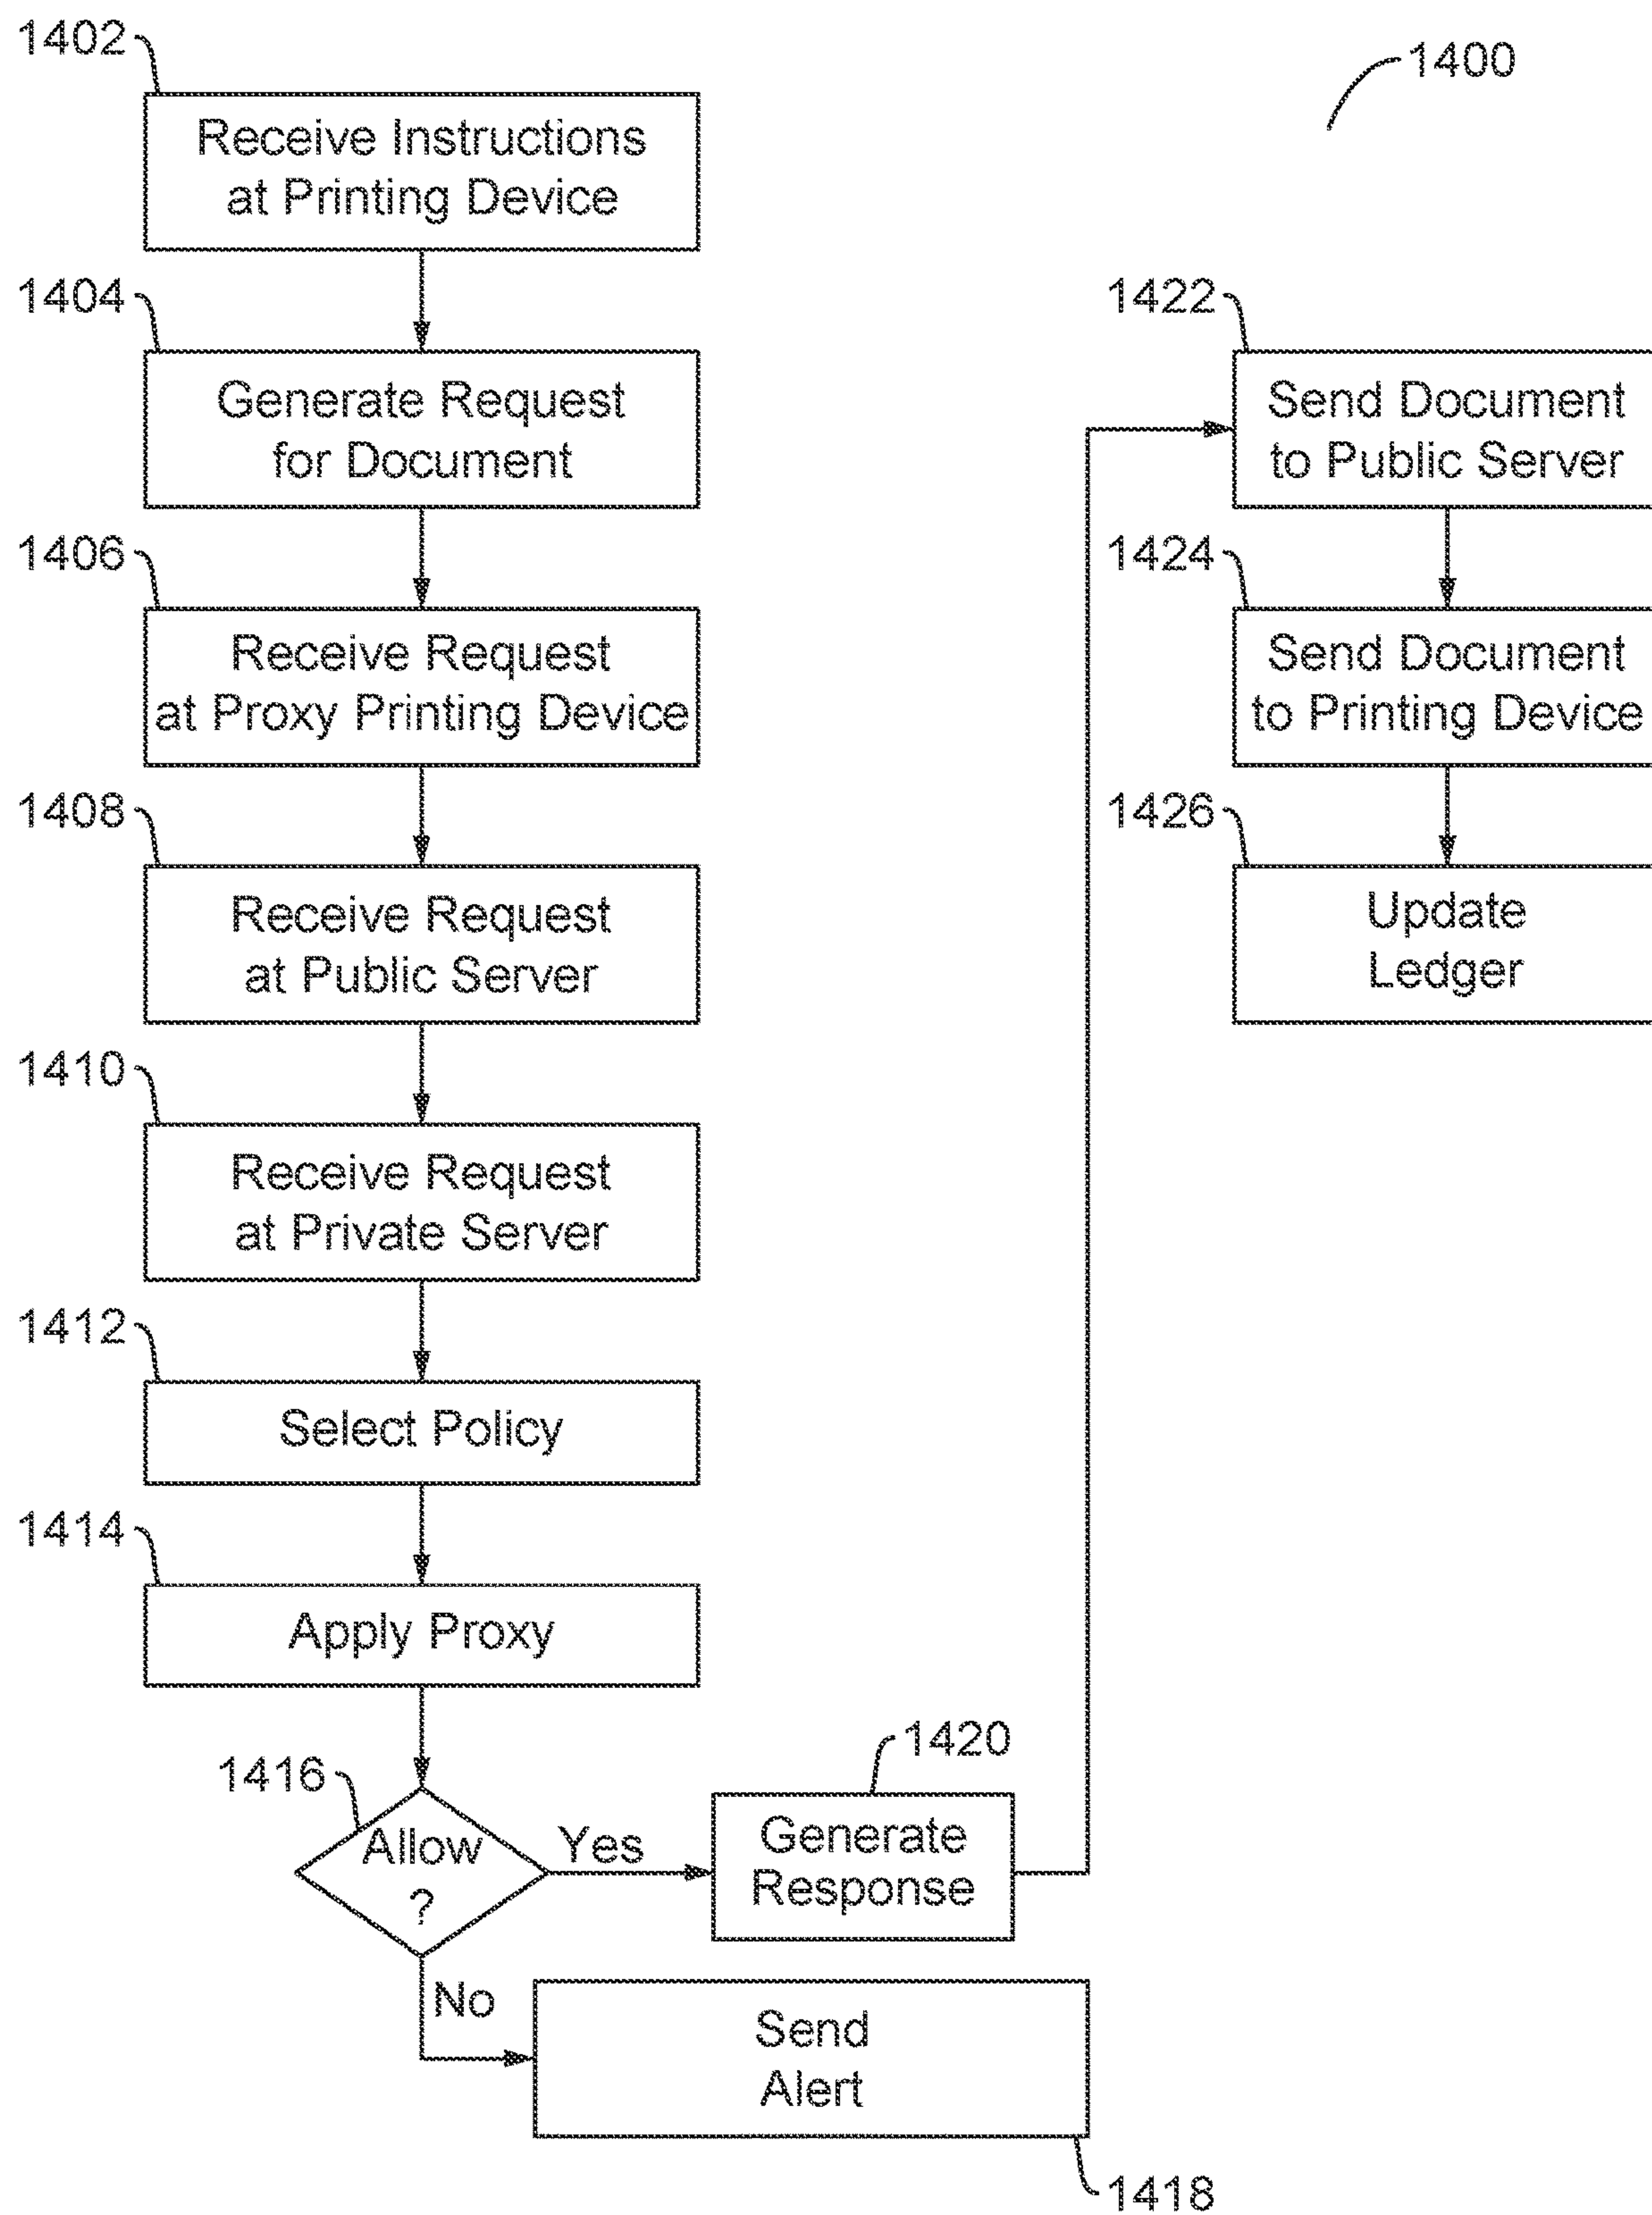 1402
Receive Instructions
at Printing Device
1404
Generate Request
for Document
1406
Receive Request
at Proxy Printing Device
1408
Receive Request
at Public Server
1410
Receive Request
at Private Server
1412
Select Policy
1414
Apply Proxy
1416
Allow
?
Yes
No
1420
Generate
Response
Send
Alert
1418
1400
1422
Send Document
to Public Server
1424
Send Document
to Printing Device
1426
Update
Ledger